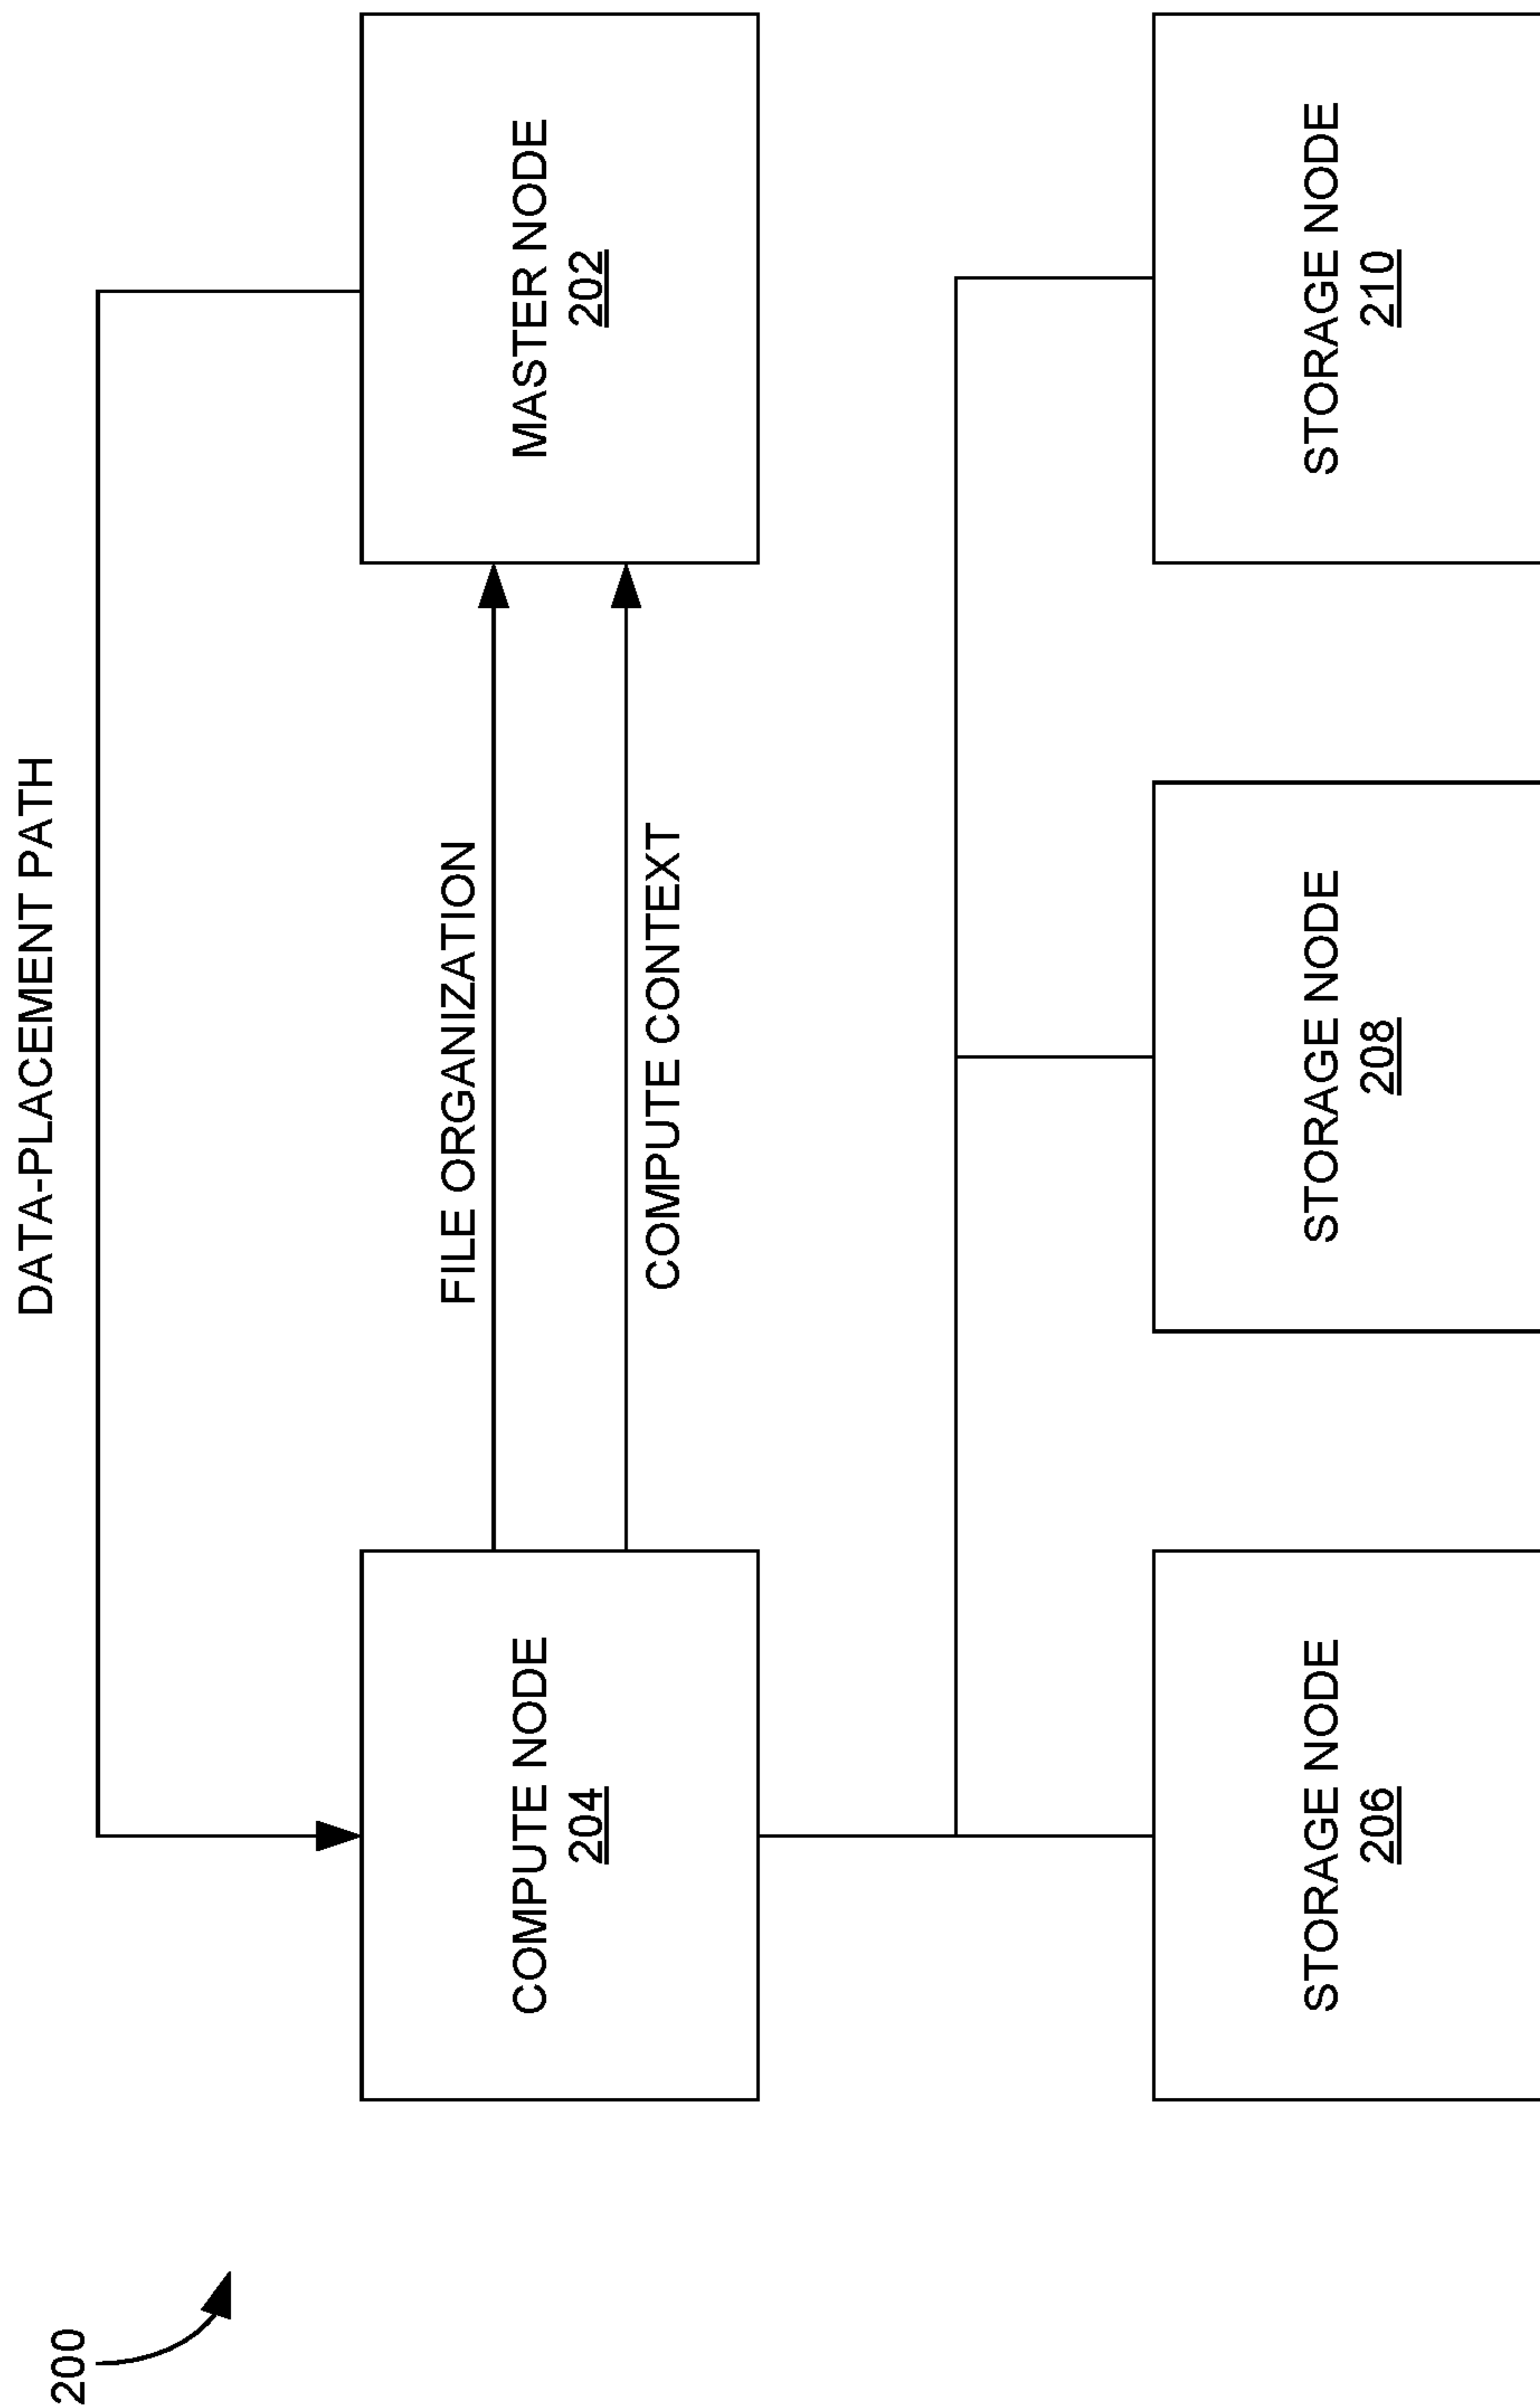 200
DATA-PLACEMENT PATH
COMPUTE NODE
204
FILE ORGANIZATION
COMPUTE CONTEXT
MASTER NODE
202
STORAGE NODE
206
STORAGE NODE
208
STORAGE NODE
210